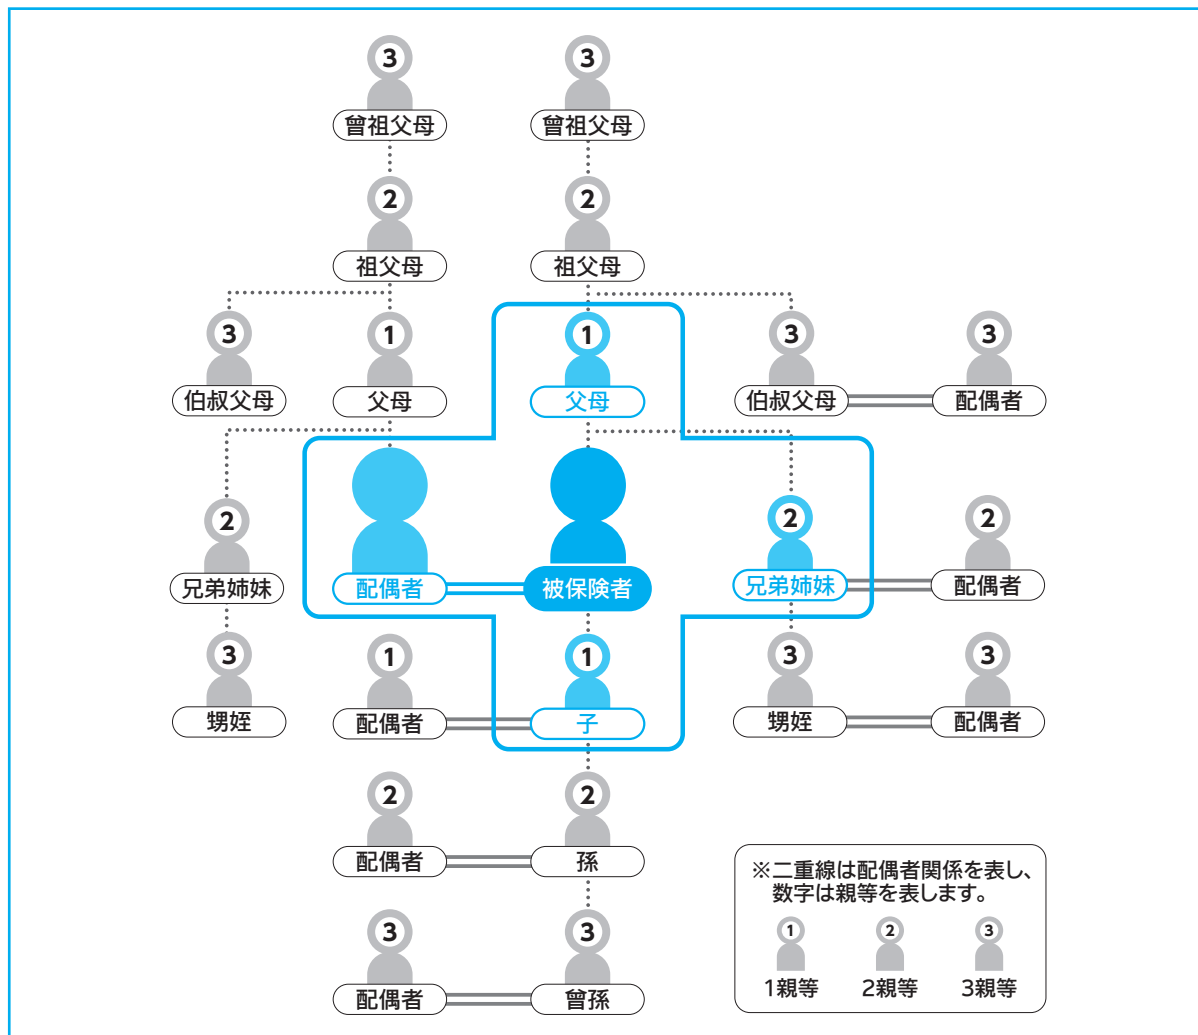 3
3
曾祖父母
曾祖父母
2
2
祖父母
祖父母
3
1
1
3
3
伯叔父母
父母
父母
伯叔父母
配偶者
2
2
2
兄弟姉妹
配偶者
被保険者
兄弟姉妹
配偶者
3
1
1
3
3
甥姪
配偶者
子
甥姪
配偶者
2
2
配偶者
孫
3
3
配偶者
曾孫
※二重線は配偶者関係を表し、
数字は親等を表します。
1
2
3
1親等
2親等
3親等